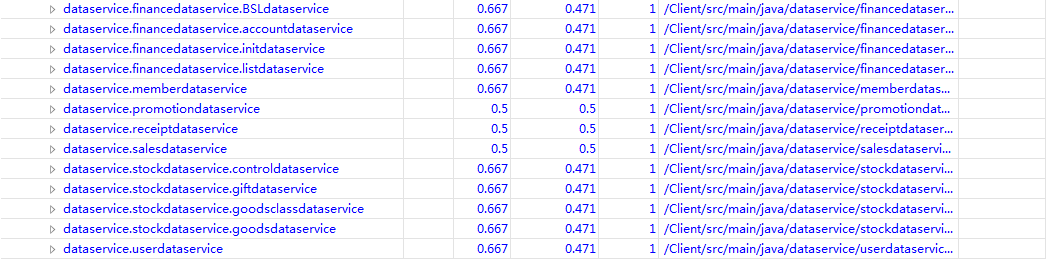 dataservice.financedataservice.BSLdataservice 0.667 0.471 1 /Client/src/main/java/dataservice/financedataser...
dataservice.financedataservice.accountdataservice 0.667 0.471 1 /Client/src/main/java/dataservice/financedataser...
dataservice.financedataservice.initdataservice 0.667 0.471 1 /Client/src/main/java/dataservice/financedataser...
dataservice.financedataservice.listdataservice 0.667 0.471 1 /Client/src/main/java/dataservice/financedataser...
dataservice.memberdataservice 0.667 0.471 1 /Client/src/main/java/dataservice/memberdatas...
dataservice.promotiondataservice 0.5 0.5 1 /Client/src/main/java/dataservice/promotiondat...
dataservice.receiptdataservice 0.5 0.5 1 /Client/src/main/java/dataservice/receiptdataser...
dataservice.salesdataservice 0.5 0.5 1 /Client/src/main/java/dataservice/salesdataservi...
dataservice.stockdataservice.controldataservice 0.667 0.471 1 /Client/src/main/java/dataservice/stockdataservi...
dataservice.stockdataservice.giftdataservice 0.667 0.471 1 /Client/src/main/java/dataservice/stockdataservi...
dataservice.stockdataservice.goodsclassdataservice 0.667 0.471 1 /Client/src/main/java/dataservice/stockdataservi...
dataservice.stockdataservice.goodsdataservice 0.667 0.471 1 /Client/src/main/java/dataservice/stockdataservi...
dataservice.userdataservice 0.667 0.471 1 /Client/src/main/java/dataservice/userdataservic...